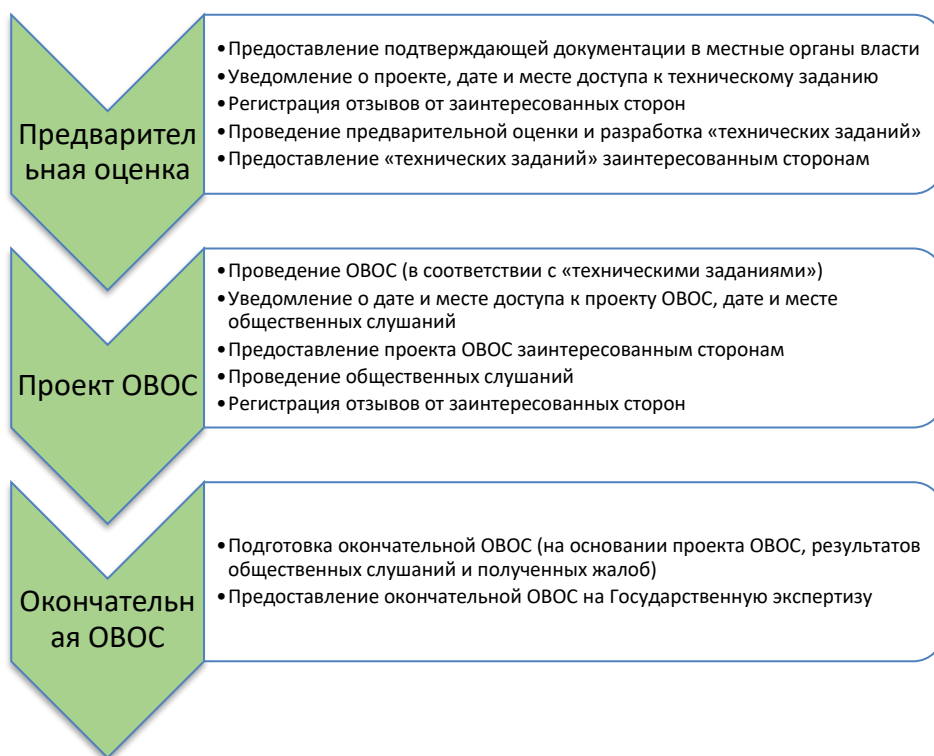 Предварител
ьная оценка
•Предоставление подтверждающей документации в местные органы власти
•Уведомление о проекте, дате и месте доступа к техническому заданию
•Регистрация отзывов от заинтересованных сторон
•Проведение предварительной оценки и разработка «технических заданий»
•Предоставление «технических заданий» заинтересованным сторонам
Проект ОВОС
•Проведение ОВОС (в соответствии с «техническими заданиями»)
•Уведомление о дате и месте доступа к проекту ОВОС, дате и месте
общественных слушаний
•Предоставление проекта ОВОС заинтересованным сторонам
•Проведение общественных слушаний
•Регистрация отзывов от заинтересованных сторон
Окончательн
ая ОВОС
•Подготовка окончательной ОВОС (на основании проекта ОВОС, результатов
общественных слушаний и полученных жалоб)
•Предоставление окончательной ОВОС на Государственную экспертизу